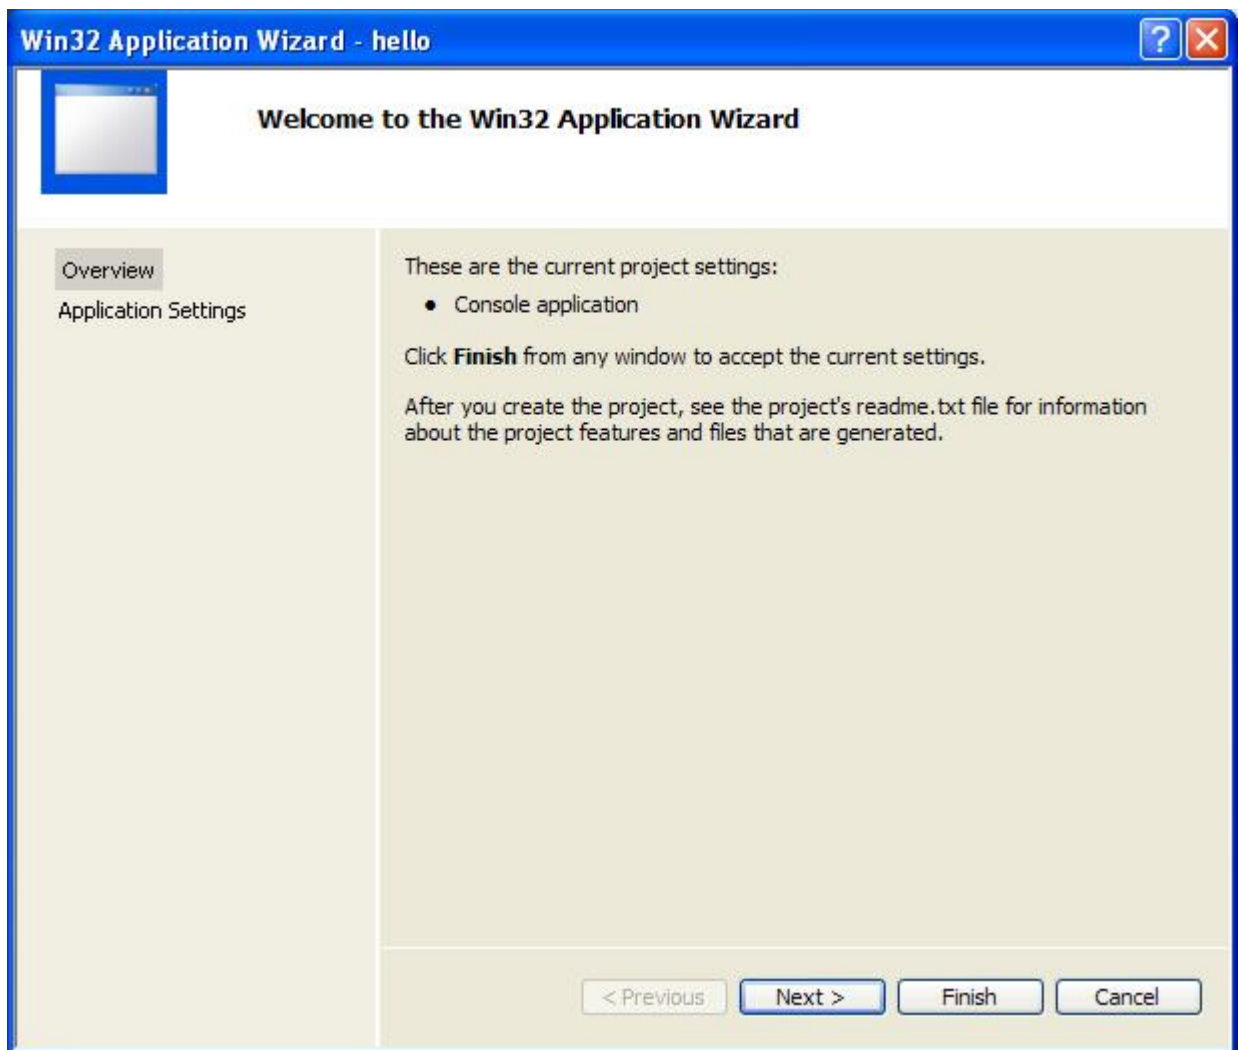 Win32 Application Wizard - hello
Welcome to the Win32 Application Wizard
Overview
Application Settings
These are the current project settings:
• Console application
Click Finish from any window to accept the current settings.
After you create the project, see the project's readme.txt file for information
about the project features and files that are generated.
< Previous
Next >
Finish
Cancel